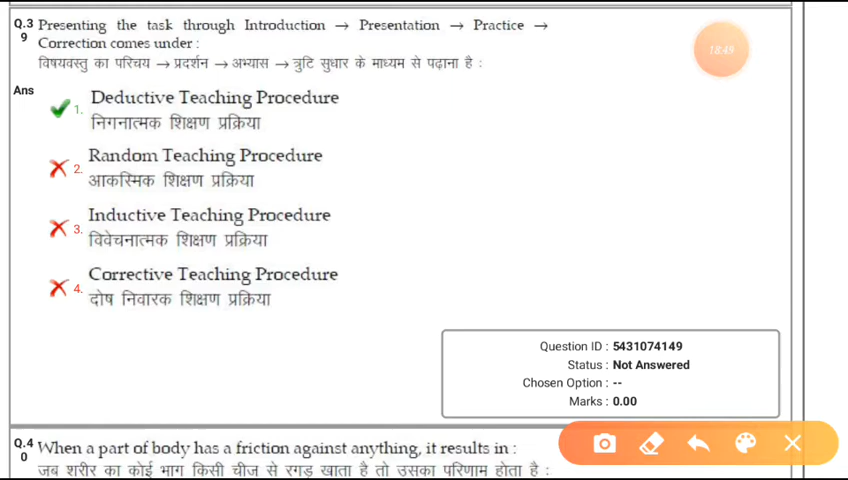 Q.3 Presenting the task through Introduction → Presentation → Practice →
9 Correction comes under :
विषयवस्तु का परिचय → प्रदर्शन → अभ्यास → त्रुटि सुधार के माध्यम से पढ़ाना है :
18:49
Ans
1. Deductive Teaching Procedure
निगनात्मक शिक्षण प्रक्रिया
2. Random Teaching Procedure
आकस्मिक शिक्षण प्रक्रिया
3. Inductive Teaching Procedure
विवेचनात्मक शिक्षण प्रक्रिया
4. Corrective Teaching Procedure
दोष निवारक शिक्षण प्रक्रिया
Question ID : 5431074149
Status : Not Answered
Chosen Option : --
Marks : 0.00
Q.4 When a part of body has a friction against anything, it results in :
0 जब शरीर का कोई भाग किसी चीज से रगड़ खाता है तो उसका परिणाम होता है :